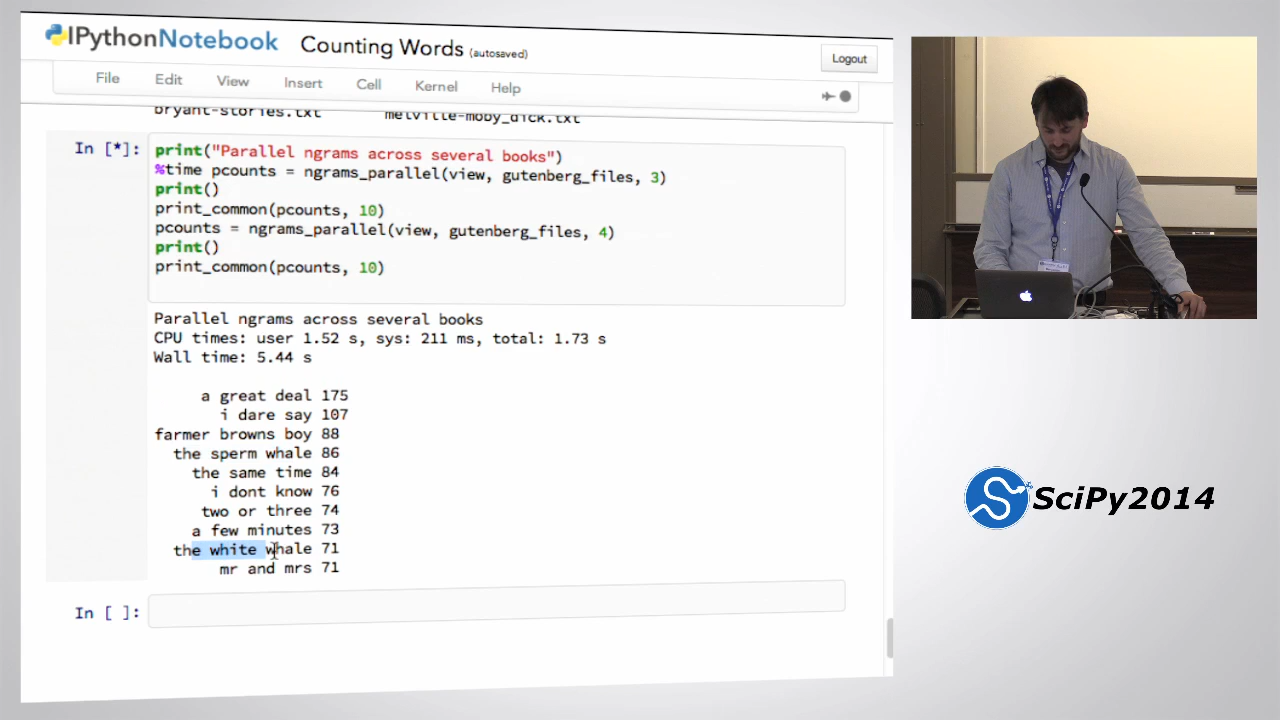 IPythonNotebook Counting Words (autosaved)
Logout
File Edit View Insert Cell Kernel Help
bryant-stories.txt melville-moby_dick.txt
In [*]:
print("Parallel ngrams across several books")
%time pcounts = ngrams_parallel(view, gutenberg_files, 3)
print()
print_common(pcounts, 10)
pcounts = ngrams_parallel(view, gutenberg_files, 4)
print()
print_common(pcounts, 10)
Parallel ngrams across several books
CPU times: user 1.52 s, sys: 211 ms, total: 1.73 s
Wall time: 5.44 s
a great deal 175
i dare say 107
farmer browns boy 88
the sperm whale 86
the same time 84
i dont know 76
two or three 74
a few minutes 73
the white whale 71
mr and mrs 71
In [ ]:
SciPy2014